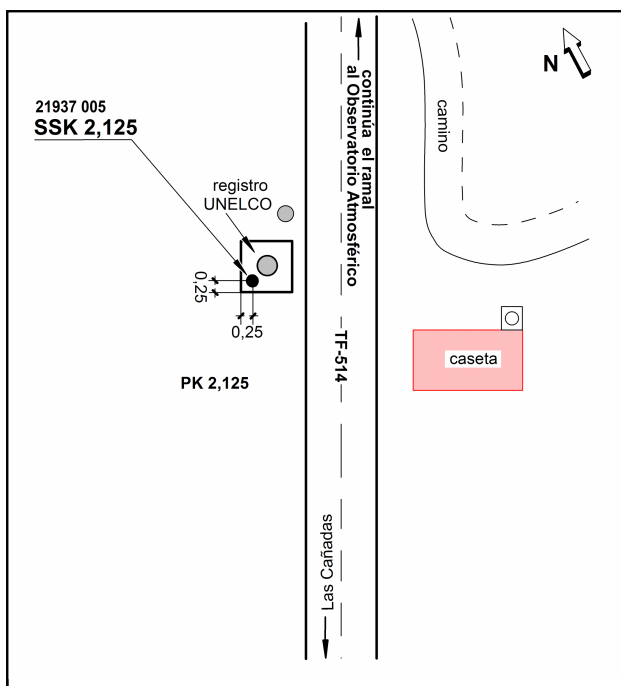 N
21937 005
SSK 2,125
continúa el ramal
al Observatorio Atmosférico
camino
registro
UNELCO
0,25
0,25
TF-514
caseta
PK 2,125
Las Cañadas